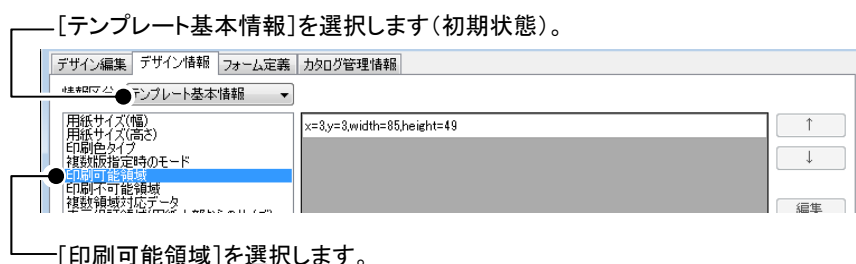 [テンプレート基本情報]を選択します(初期状態)。
デザイン編集 デザイン情報 フォーム定義 カタログ管理情報
テンプレート基本情報
用紙サイズ(幅)
x=3,y=3,width=85,height=49
↑
用紙サイズ(高さ)
印刷色タイプ
複数版指定時のモード
↓
印刷可能領域
印刷不可能領域
複数領域対応データ
編集
[印刷可能領域]を選択します。